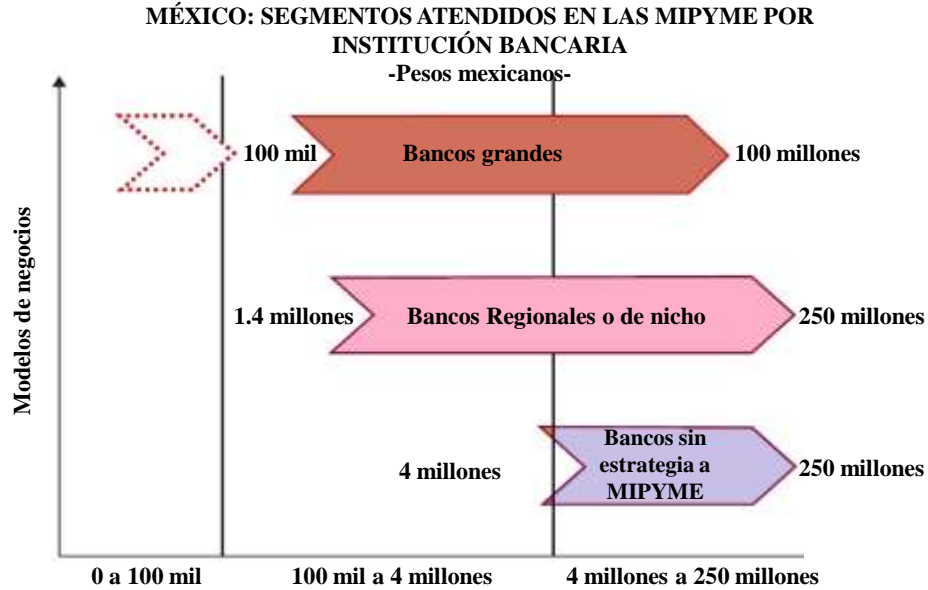 MÉXICO: SEGMENTOS ATENDIDOS EN LAS MIPYME POR
INSTITUCIÓN BANCARIA
-Pesos mexicanos-
Modelos de negocios
100 mil
Bancos grandes
100 millones
1.4 millones
Bancos Regionales o de nicho
250 millones
4 millones
Bancos sin
estrategia a
MIPYME
250 millones
0 a 100 mil
100 mil a 4 millones
4 millones a 250 millones